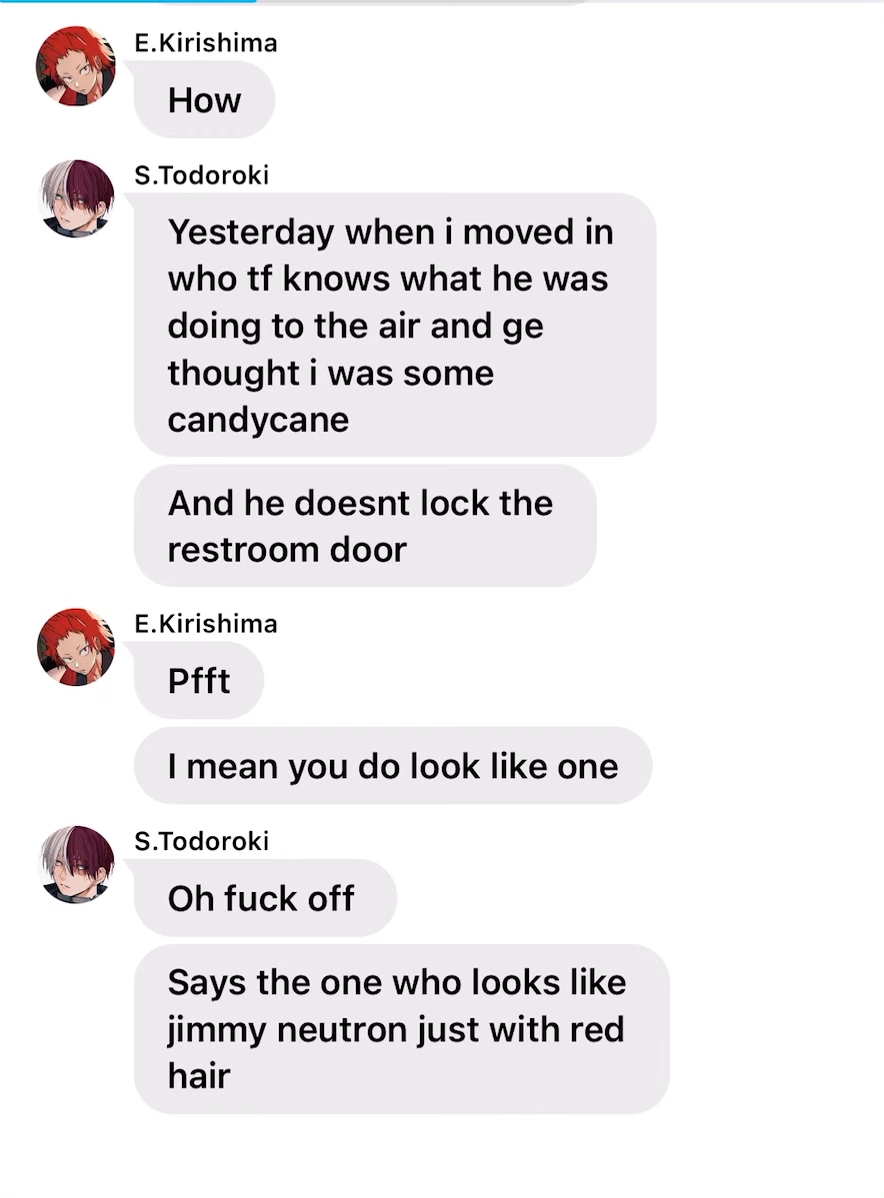 E.Kirishima
How
S.Todoroki
Yesterday when i moved in
who tf knows what he was
doing to the air and ge
thought i was some
candycane
And he doesnt lock the
restroom door
E.Kirishima
Pfft
I mean you do look like one
S.Todoroki
Oh fuck off
Says the one who looks like
jimmy neutron just with red
hair